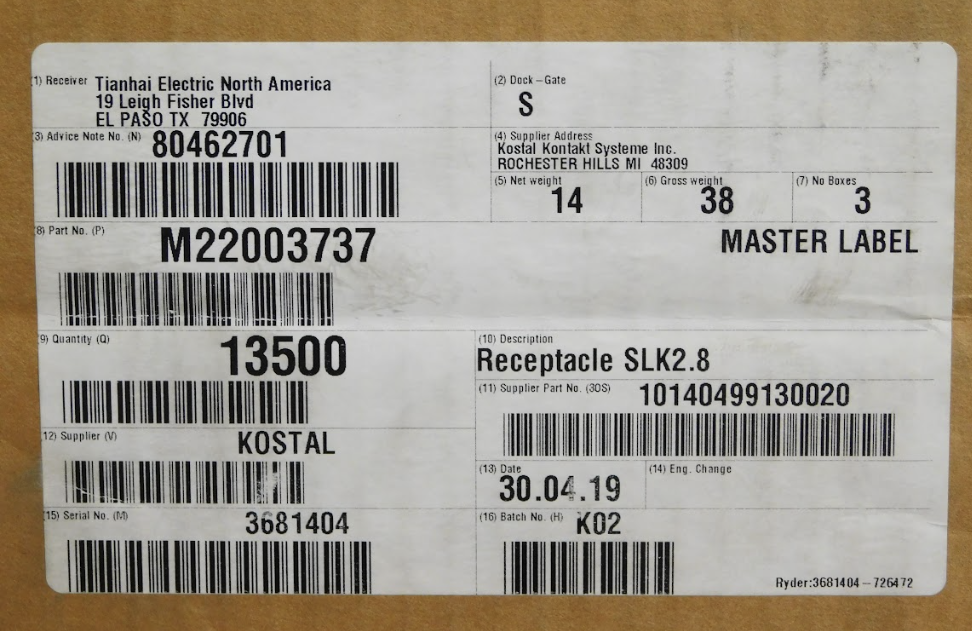 (1) Receiver Tianhai Electric North America
19 Leigh Fisher Blvd
EL PASO TX 79906
(2) Dock-Gate
S
(3) Advice Note No. (N) 80462701
(4) Supplier Address
Kostal Kontakt Systeme Inc.
ROCHESTER HILLS MI 48309
(5) Net weight
14
(6) Gross weight
38
(7) No Boxes
3
(8) Part No. (P) M22003737
MASTER LABEL
(9) Quantity (Q) 13500
(10) Description
Receptacle SLK2.8
(11) Supplier Part No. (30S) 10140499130020
(12) Supplier (V) KOSTAL
(13) Date
30.04.19
(14) Eng. Change
(15) Serial No. (M) 3681404
(16) Batch No. (H) K02
Ryder:3681404-726472